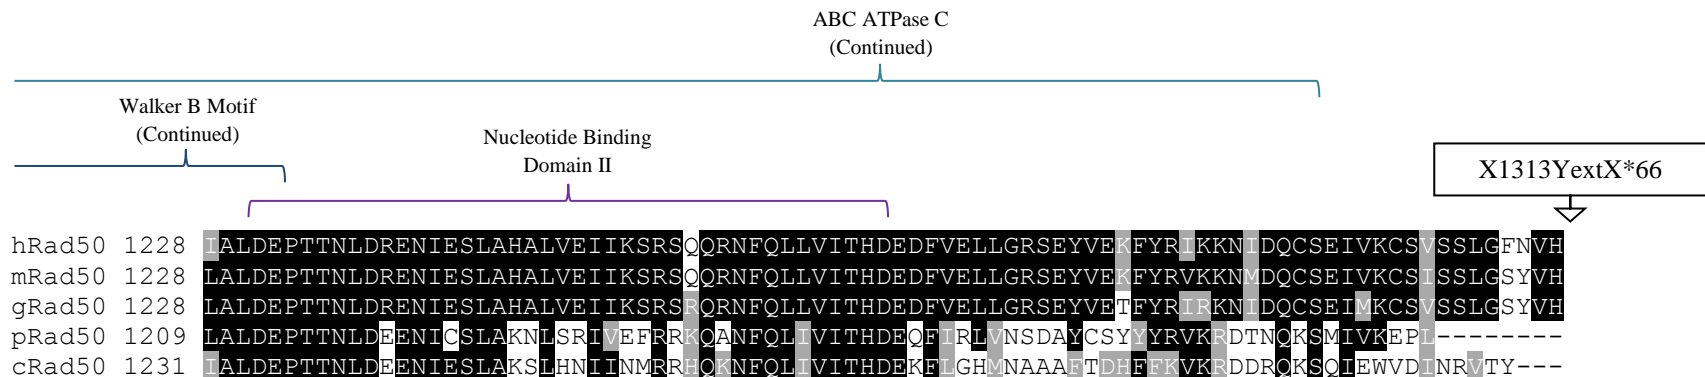 ABC ATPase C
(Continued)
Walker B Motif
(Continued)
Nucleotide Binding
Domain II
X1313YextX*66
hRad50 1228 IALDEPTTNLDRENIESLAHALVEIIKSRSQQRNFQLLVITHDEDFVELLGRSEYVEKFYRIKKNIDQCSEIVKCSVSSLGFNVH
mRad50 1228 LALDEPTTNLDRENIESLAHALVEIIKSRSQQRNFQLLVITHDEDFVELLGRSEYVEKFYRVKKNMDQCSEIVKCSISSLGSYVH
gRad50 1228 LALDEPTTNLDRENIESLAHALVEIIKSRSRQRNFQLLVITHDEDFVELLGRSEYVETFYRIRKNIDQCSEIMKCSVSSLGSYVH
pRad50 1209 LALDEPTTNLDEENICSLAKNLSRIVEFRRKQANFQLIVITHDEQFIRLVNSDAYCSYYYRVKRDTNQKSMIVKEPL--------
cRad50 1231 IALDEPTTNLDEENIESLAKSLHNIINMRRHQKNFQLIVITHDEKFLGHMNAAAFTDHFFKVKRDDRQKSQIEWVDINRVTY---